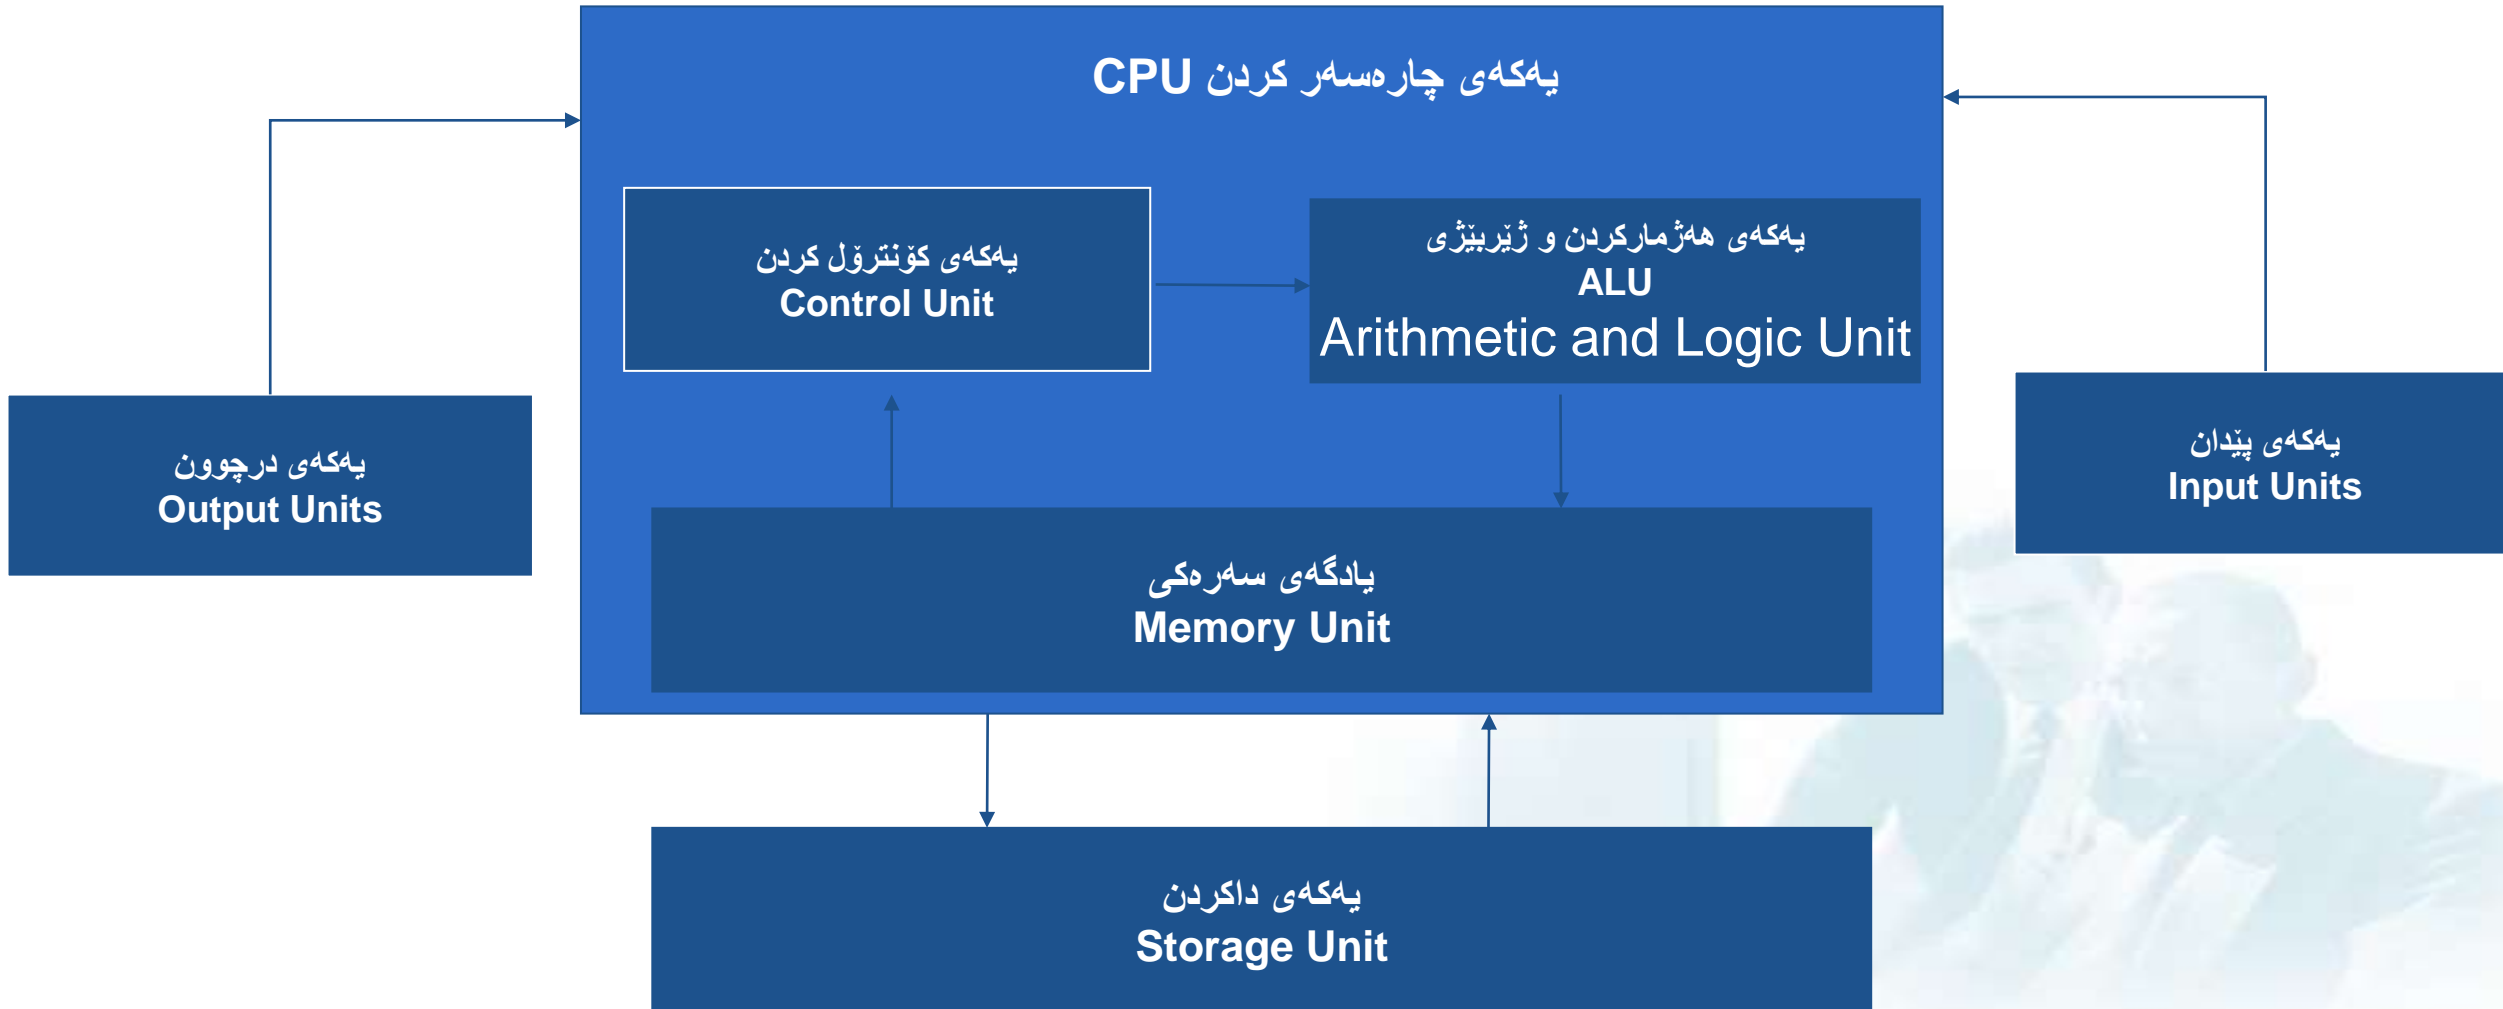 یەکەی چارەسەر کردن CPU
یەکەی کۆنترۆل کردن
Control Unit
یەکەی هەژمارکردن و ژێربێژی
ALU
Arithmetic and Logic Unit
یەکەی درچوون
Output Units
یەکەی پێدان
Input Units
یادگەی سەرەکی
Memory Unit
یەکەی داکردن
Storage Unit